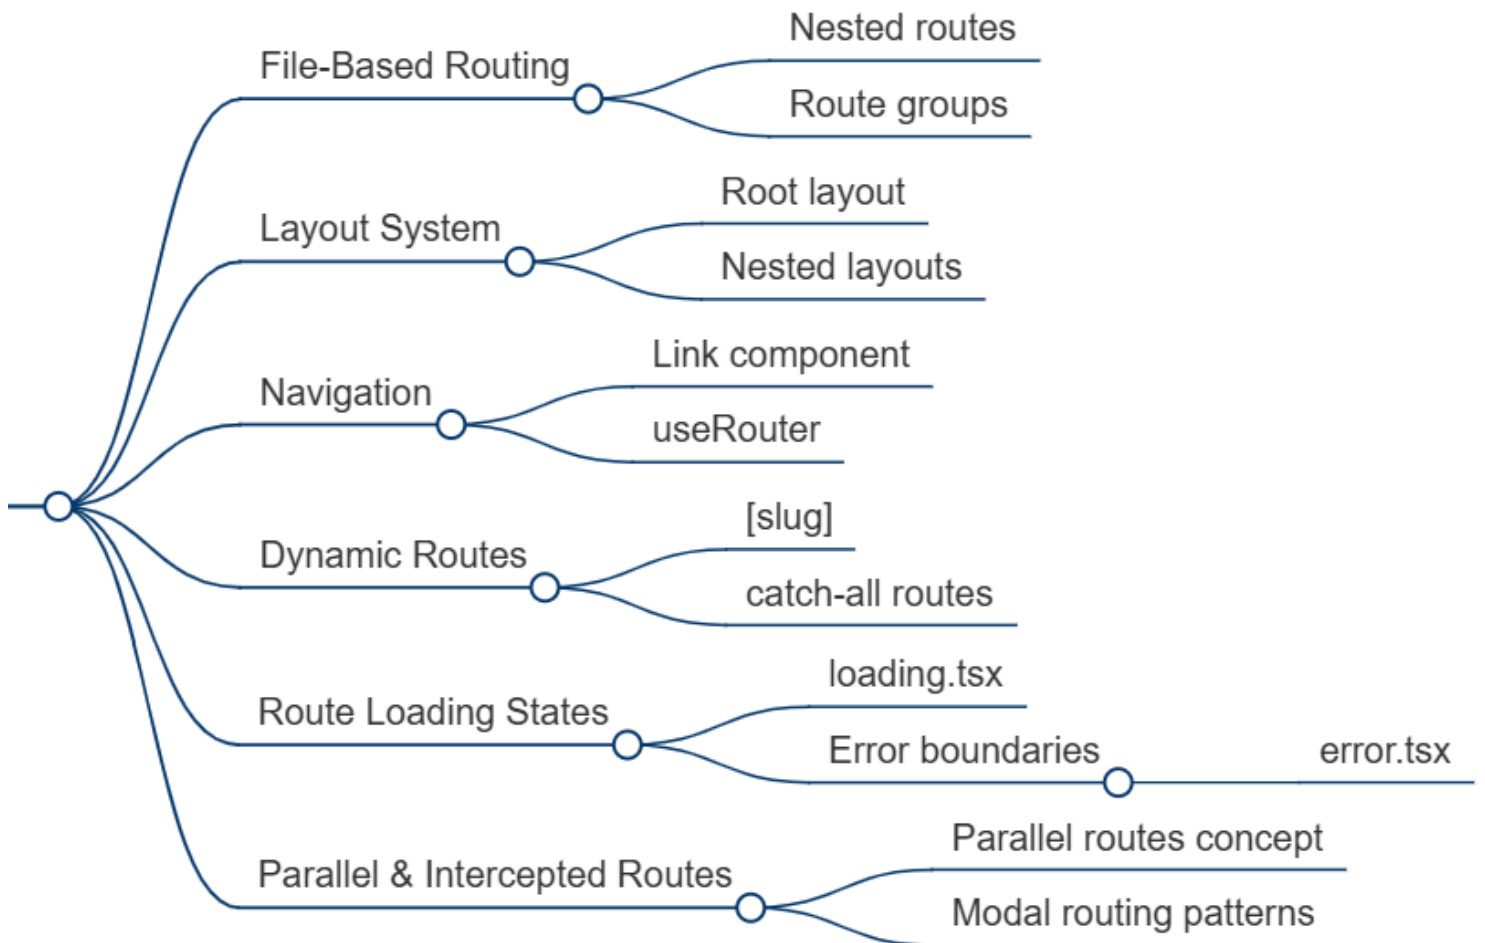 File-Based Routing
Nested routes
Route groups
Layout System
Root layout
Nested layouts
Navigation
Link component
useRouter
Dynamic Routes
[slug]
catch-all routes
Route Loading States
loading.tsx
Error boundaries
error.tsx
Parallel & Intercepted Routes
Parallel routes concept
Modal routing patterns